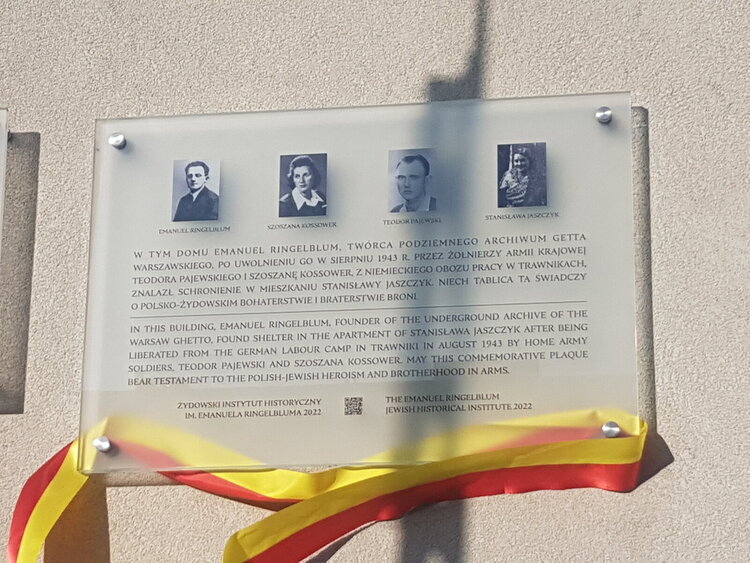 EMANUEL RINGELBLUM
SZOSZANA KOSSOWER
TEODOR PAJEWSKI
STANISŁAWA JASZCZYK
W TYM DOMU EMANUEL RINGELBLUM, TWÓRCA PODZIEMNEGO ARCHIWUM GETTA
WARSZAWSKIEGO, PO UWOLNIENIU GO W SIERPNIU 1943 R. PRZEZ ŻOŁNIERZY ARMII KRAJOWEJ
TEODORA PAJEWSKIEGO I SZOSZANĘ KOSSOWER, Z NIEMIECKIEGO OBOZU PRACY W TRAWNIKACH,
ZNALAZŁ SCHRONIENIE W MIESZKANIU STANISŁAWY JASZCZYK. NIECH TABLICA TA ŚWIADCZY
O POLSKO-ŻYDOWSKIM BOHATERSTWIE I BRATERSTWIE BRONI
IN THIS BUILDING, EMANUEL RINGELBLUM, FOUNDER OF THE UNDERGROUND ARCHIVE OF THE
WARSAW GHETTO, FOUND SHELTER IN THE APARTMENT OF STANISŁAWA JASZCZYK AFTER BEING
LIBERATED FROM THE GERMAN LABOUR CAMP IN TRAWNIKI IN AUGUST 1943 BY HOME ARMY
SOLDIERS, TEODOR PAJEWSKI AND SZOSZANA KOSSOWER. MAY THIS COMMEMORATIVE PLAQUE
BEAR TESTAMENT TO THE POLISH-JEWISH HEROISM AND BROTHERHOOD IN ARMS.
ŻYDOWSKI INSTYTUT HISTORYCZNY
IM. EMANUELA RINGELBLUMA 2022
THE EMANUEL RINGELBLUM
JEWISH HISTORICAL INSTITUTE 2022